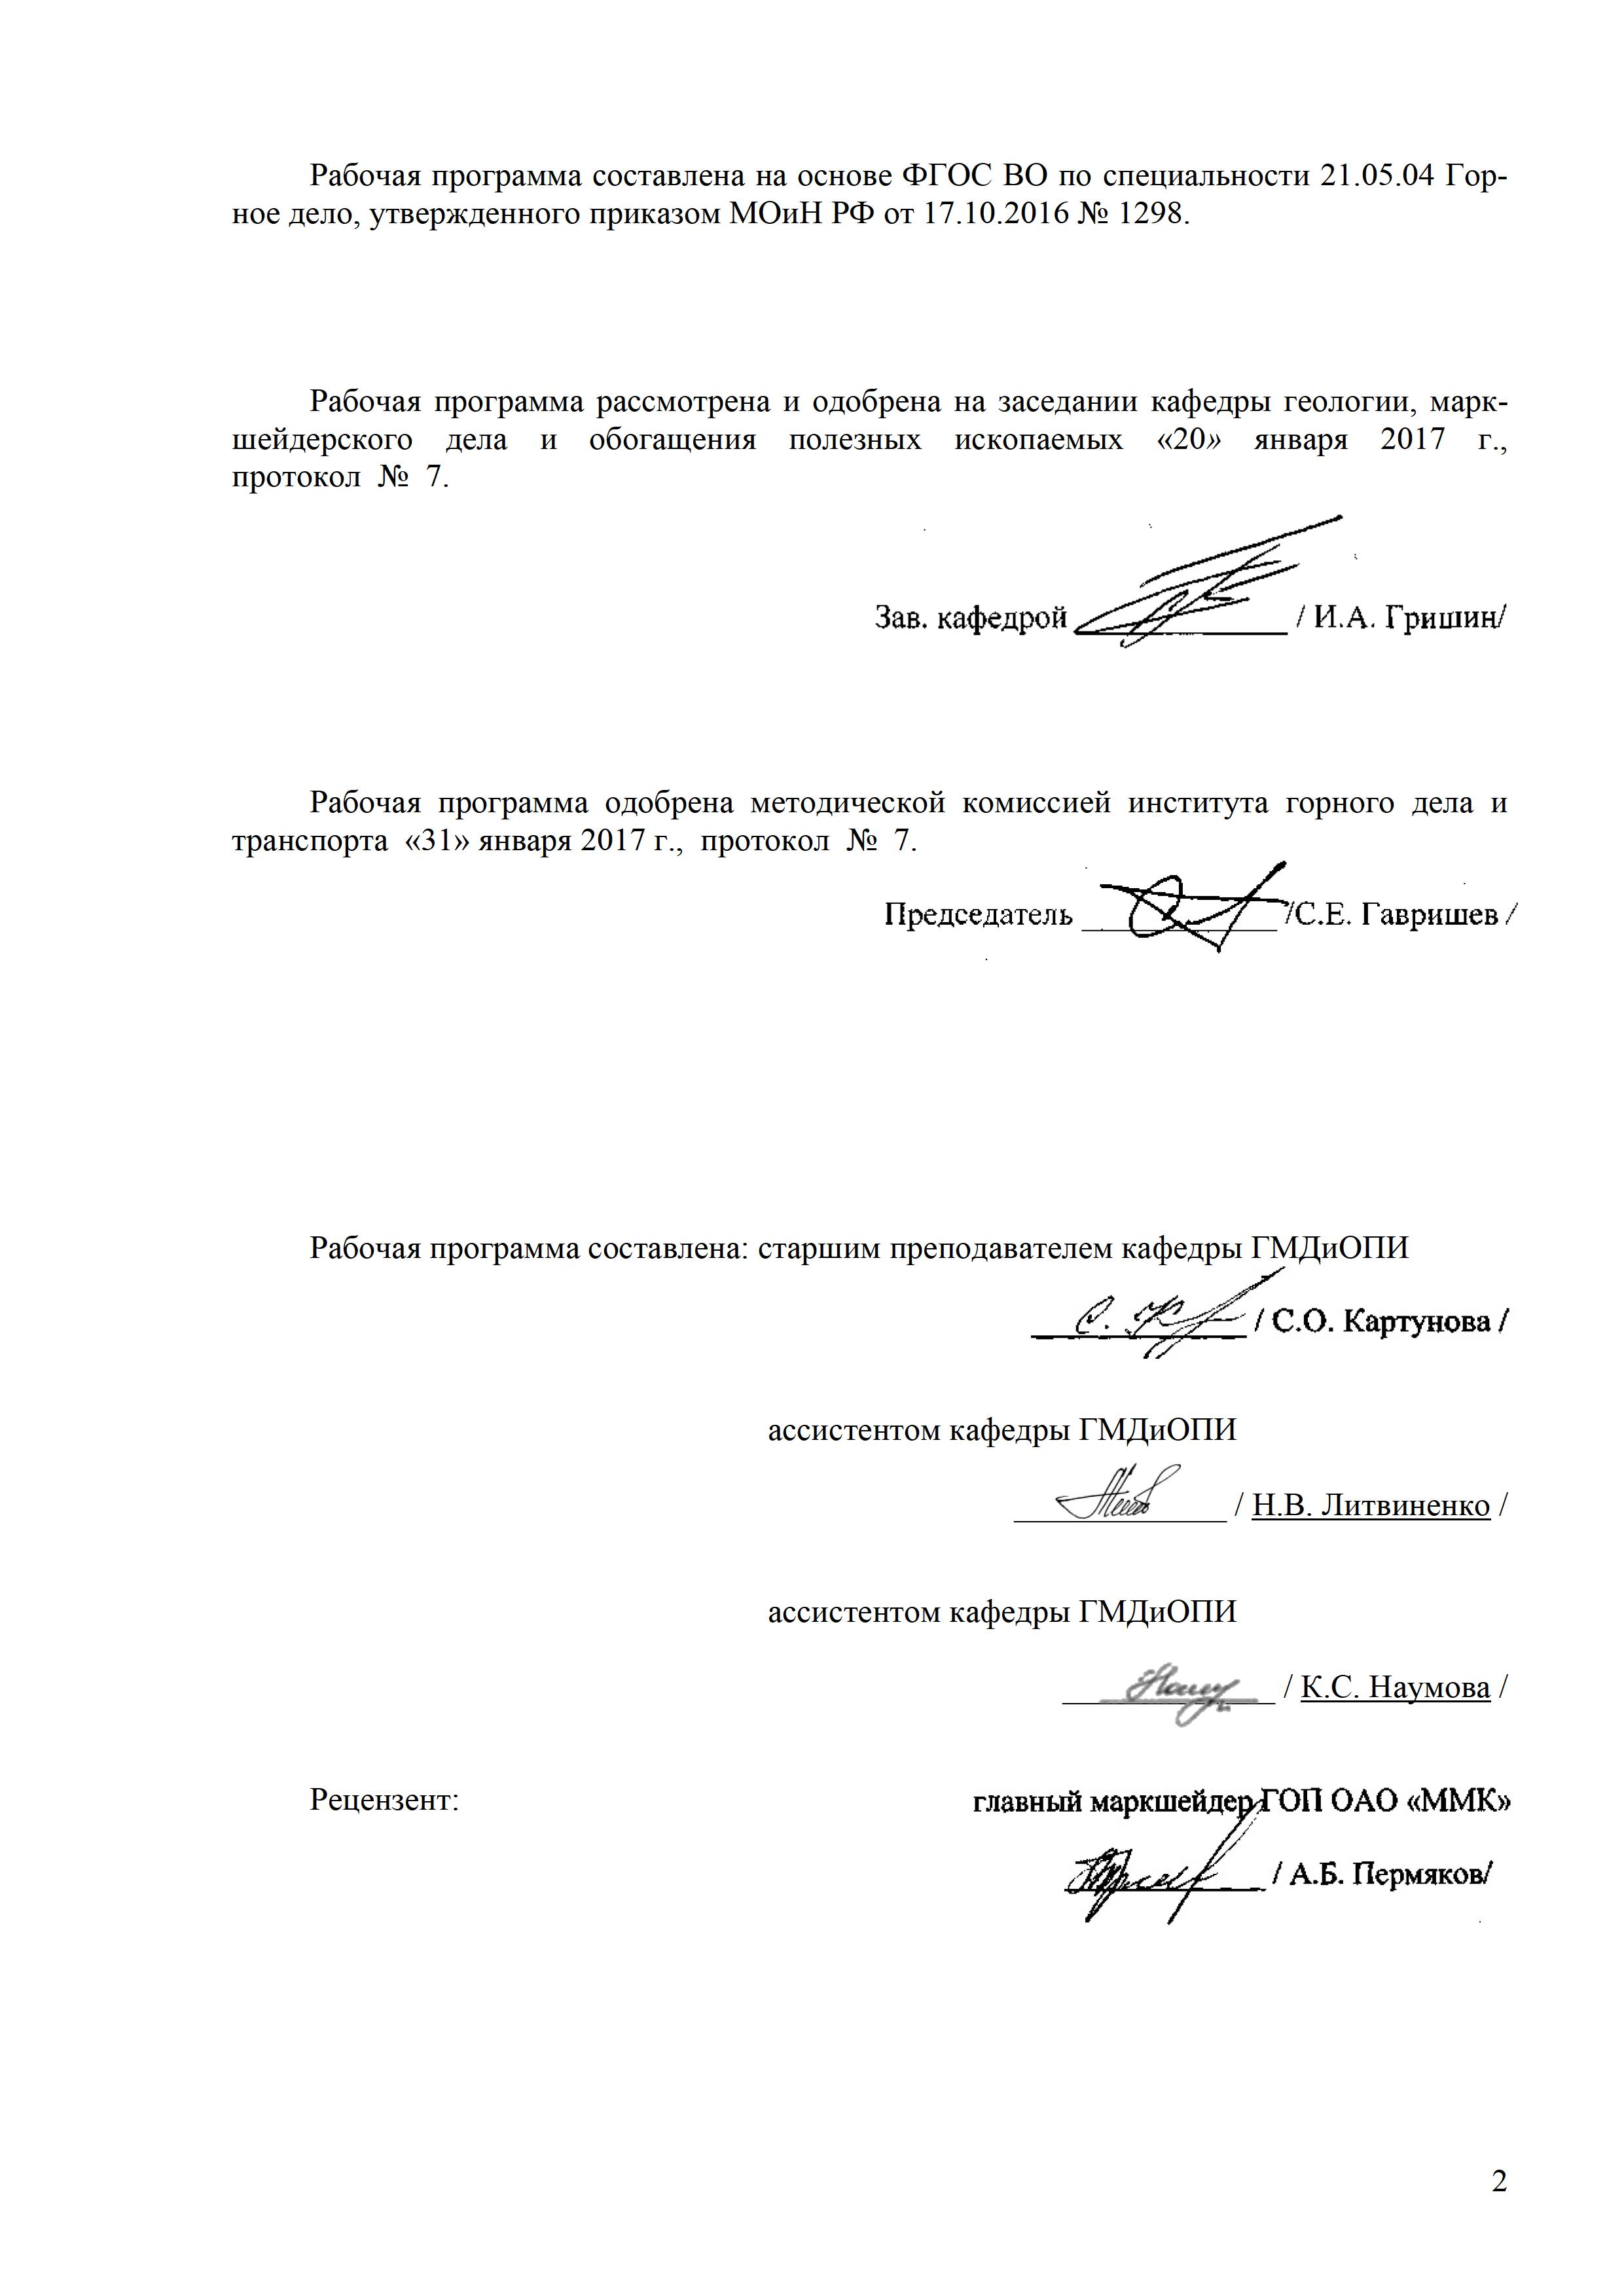 Рабочая программа составлена на основе ФГОС ВО по специальности 21.05.04 Гор-
ное дело, утвержденного приказом МОиН РФ от 17.10.2016 № 1298.
Рабочая программа рассмотрена и одобрена на заседании кафедры геологии, марк-
шейдерского дела и обогащения полезных ископаемых «20» января 2017 г.,
протокол № 7.
Зав. кафедрой / И.А. Гришин/
Рабочая программа одобрена методической комиссией института горного дела и
транспорта «31» января 2017 г., протокол № 7.
Председатель /С.Е. Гавришев /
Рабочая программа составлена: старшим преподавателем кафедры ГМДиОПИ
/ С.О. Картунова /
ассистентом кафедры ГМДиОПИ
/ Н.В. Литвиненко /
ассистентом кафедры ГМДиОПИ
/ К.С. Наумова /
Рецензент: главный маркшейдер ГОП ОАО «ММК»
/ А.Б. Пермяков/
2